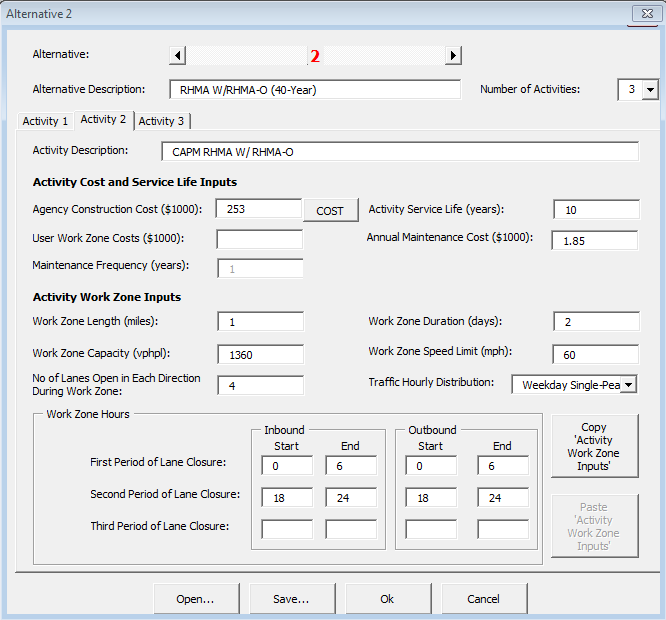 Alternative 2
Alternative:
2
Alternative Description:
RHMA W/RHMA-O (40-Year)
Number of Activities:
3
Activity 1
Activity 2
Activity 3
Activity Description:
CAPM RHMA W/ RHMA-O
Activity Cost and Service Life Inputs
Agency Construction Cost ($1000):
253
COST
Activity Service Life (years):
10
User Work Zone Costs ($1000):
Annual Maintenance Cost ($1000):
1.85
Maintenance Frequency (years):
1
Activity Work Zone Inputs
Work Zone Length (miles):
1
Work Zone Duration (days):
2
Work Zone Capacity (vphpl):
1360
Work Zone Speed Limit (mph):
60
No of Lanes Open in Each Direction
During Work Zone:
4
Traffic Hourly Distribution:
Weekday Single-Pea
Work Zone Hours
Inbound
Outbound
Start
End
Start
End
First Period of Lane Closure:
0
6
0
6
Second Period of Lane Closure:
18
24
18
24
Third Period of Lane Closure:
Copy
'Activity
Work Zone
Inputs'
Paste
'Activity
Work Zone
Inputs'
Open...
Save...
Ok
Cancel